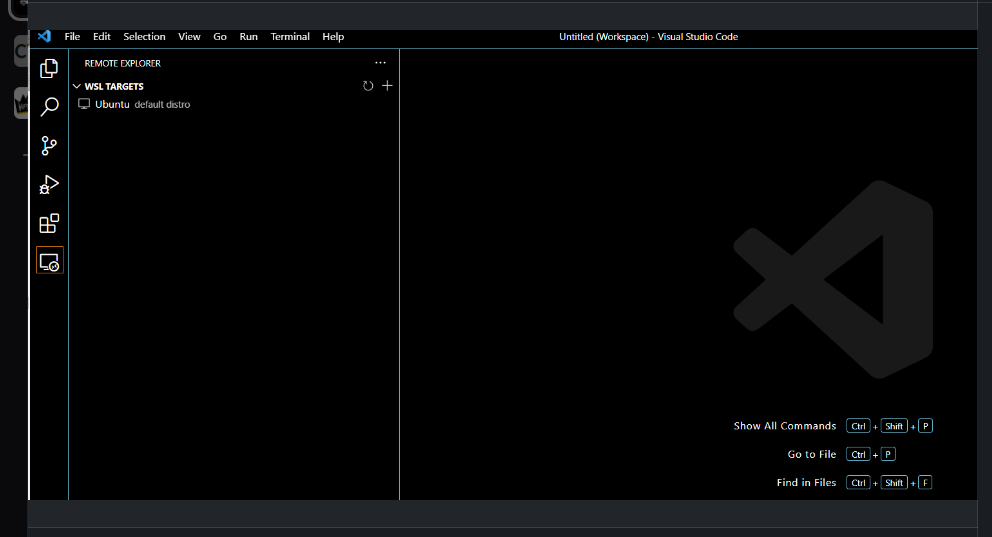 File Edit Selection View Go Run Terminal Help
Untitled (Workspace) - Visual Studio Code
REMOTE EXPLORER
WSL TARGETS
Ubuntu default distro
Show All Commands Ctrl + Shift + P
Go to File Ctrl + P
Find in Files Ctrl + Shift + F